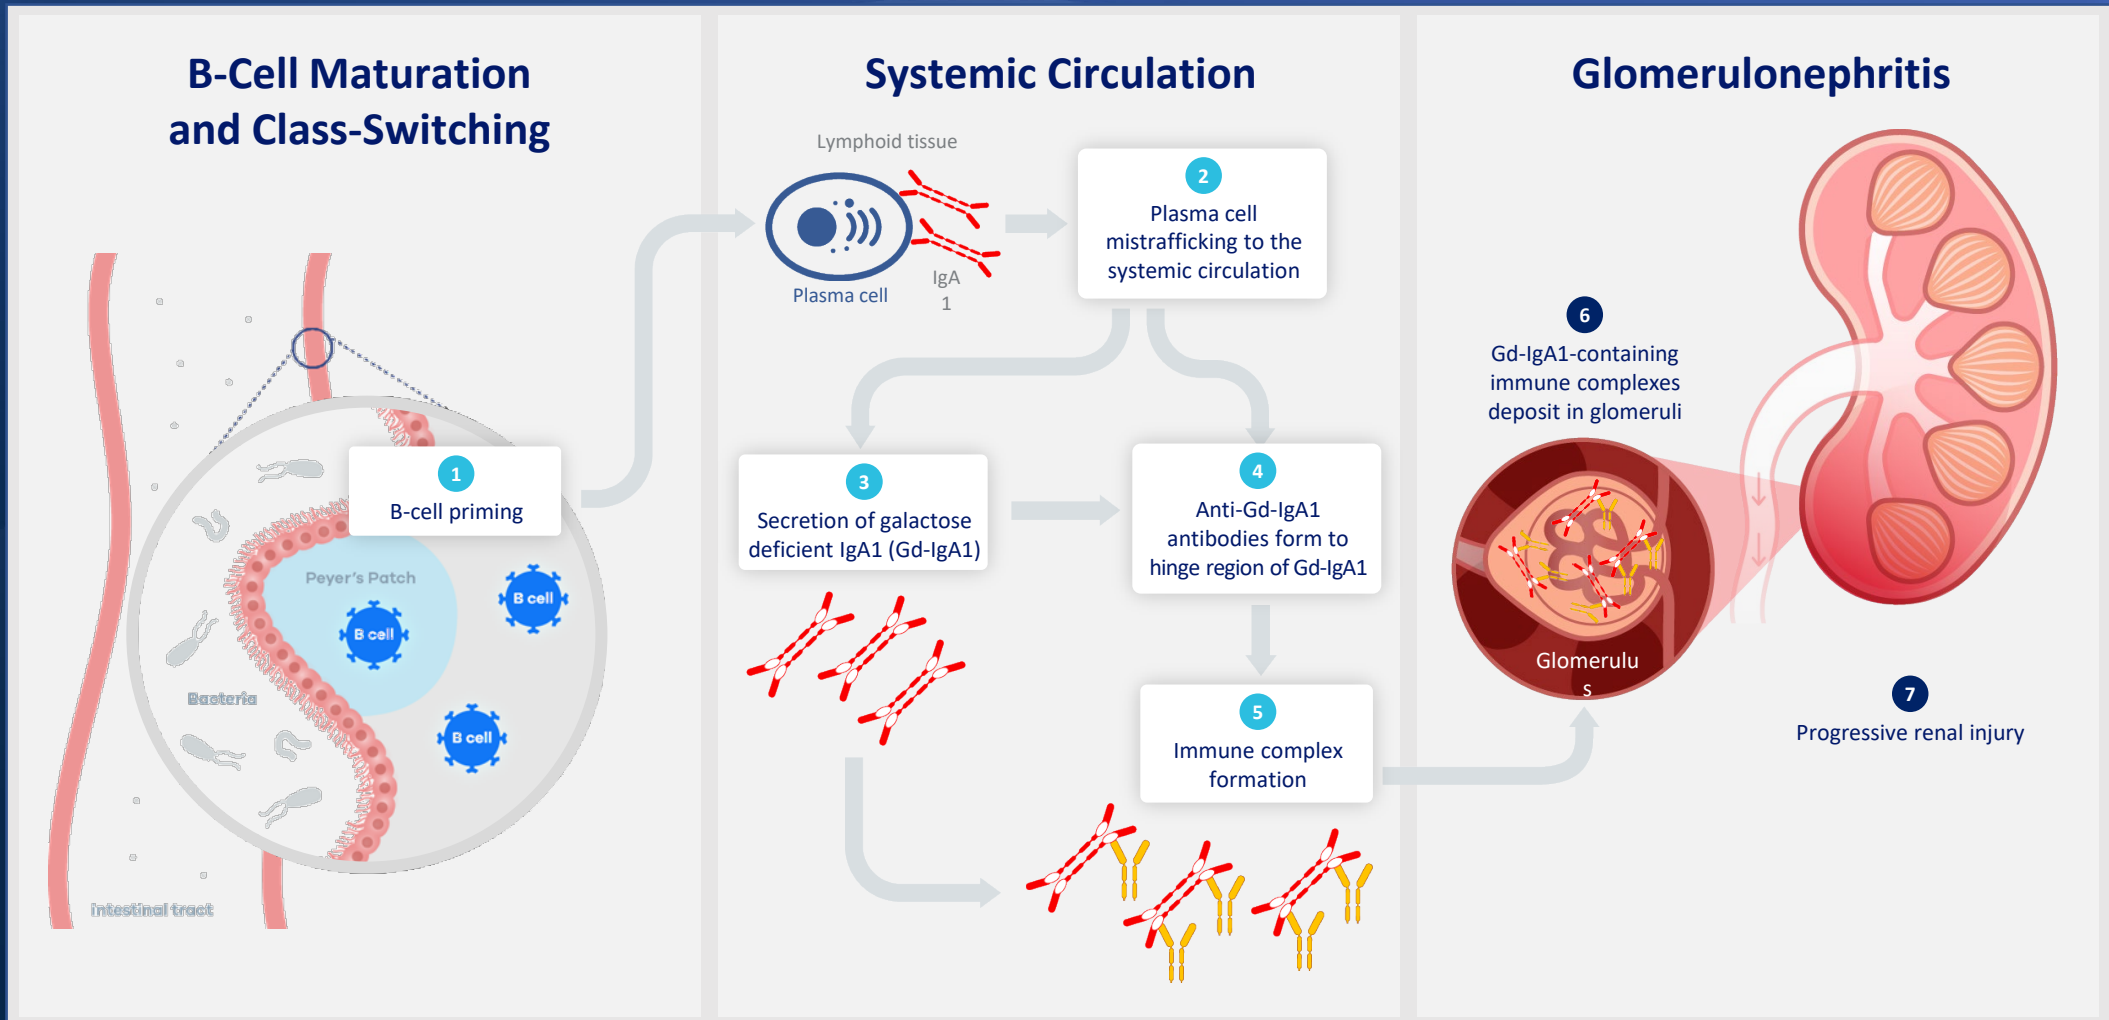 B-Cell Maturation
and Class-Switching
1
B-cell priming
Peyer's Patch
B cell
B cell
B cell
Bacteria
Intestinal tract
Systemic Circulation
Lymphoid tissue
Plasma cell
IgA
1
2
Plasma cell
mistrafficking to the
systemic circulation
3
Secretion of galactose
deficient IgA1 (Gd-IgA1)
4
Anti-Gd-IgA1
antibodies form to
hinge region of Gd-IgA1
5
Immune complex
formation
Glomerulonephritis
6
Gd-IgA1-containing
immune complexes
deposit in glomeruli
Glomerulu
s
7
Progressive renal injury